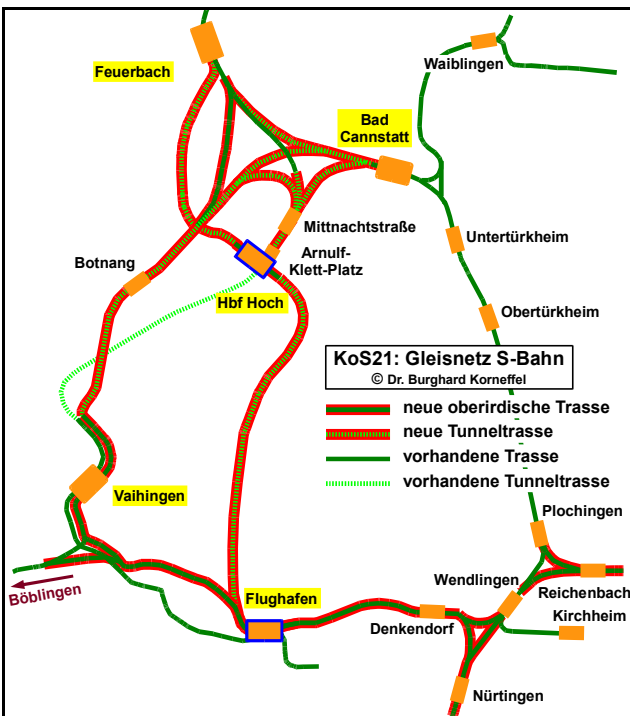 Waiblingen
Feuerbach
Bad
Cannstatt
Mittnachtstraße
Untertürkheim
Arnulf-
Klett-Platz
Botnang
Hbf Hoch
Obertürkheim
KoS21: Gleisnetz S-Bahn
© Dr. Burghard Korneffel
neue oberirdische Trasse
neue Tunneltrasse
vorhandene Trasse
vorhandene Tunneltrasse
Vaihingen
Plochingen
Wendlingen
Böblingen
Flughafen
Reichenbach
Kirchheim
Denkendorf
Nürtingen